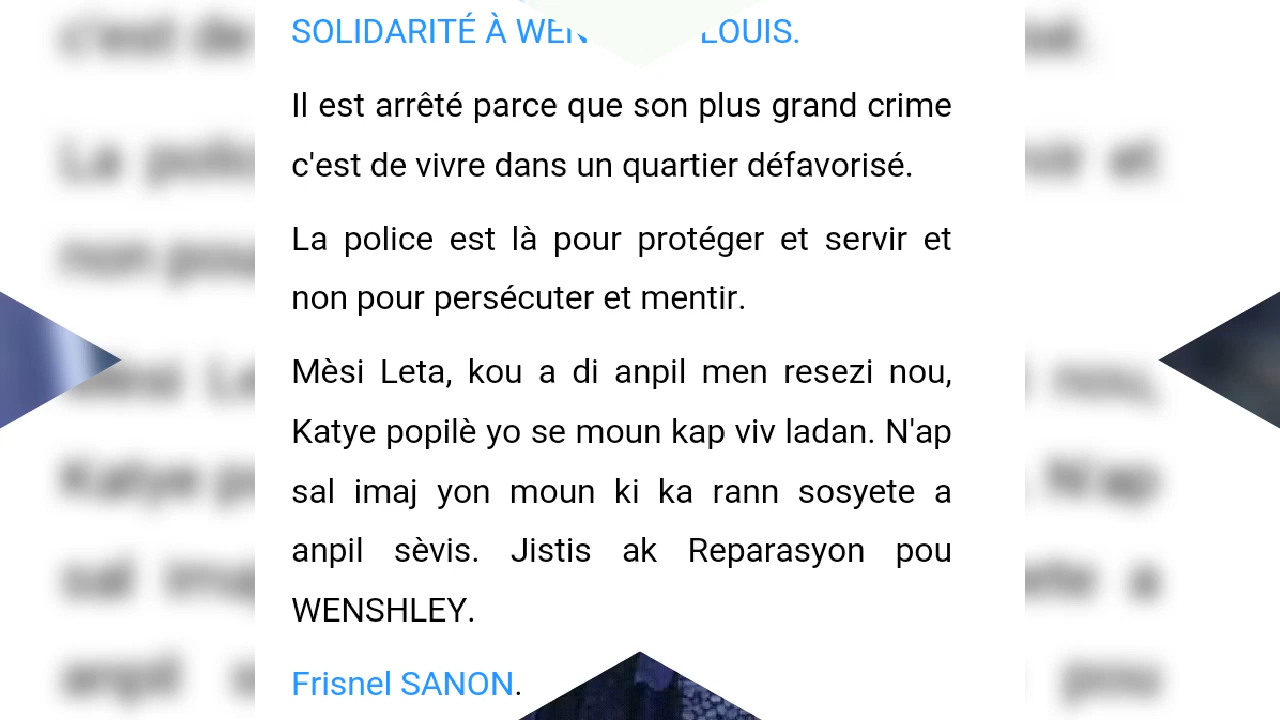 SOLIDARITÉ À LOUIS.
Il est arrêté parce que son plus grand crime
c'est de vivre dans un quartier défavorisé.
La police est là pour protéger et servir et
non pour persécuter et mentir.
Mèsi Leta, kou a di anpil men resezi nou,
Katye popilè yo se moun kap viv ladan. N'ap
sal imaj yon moun ki ka rann sosyete a
anpil sèvis. Jistis ak Reparasyon pou
WENSHLEY.
Frisnel SANON.